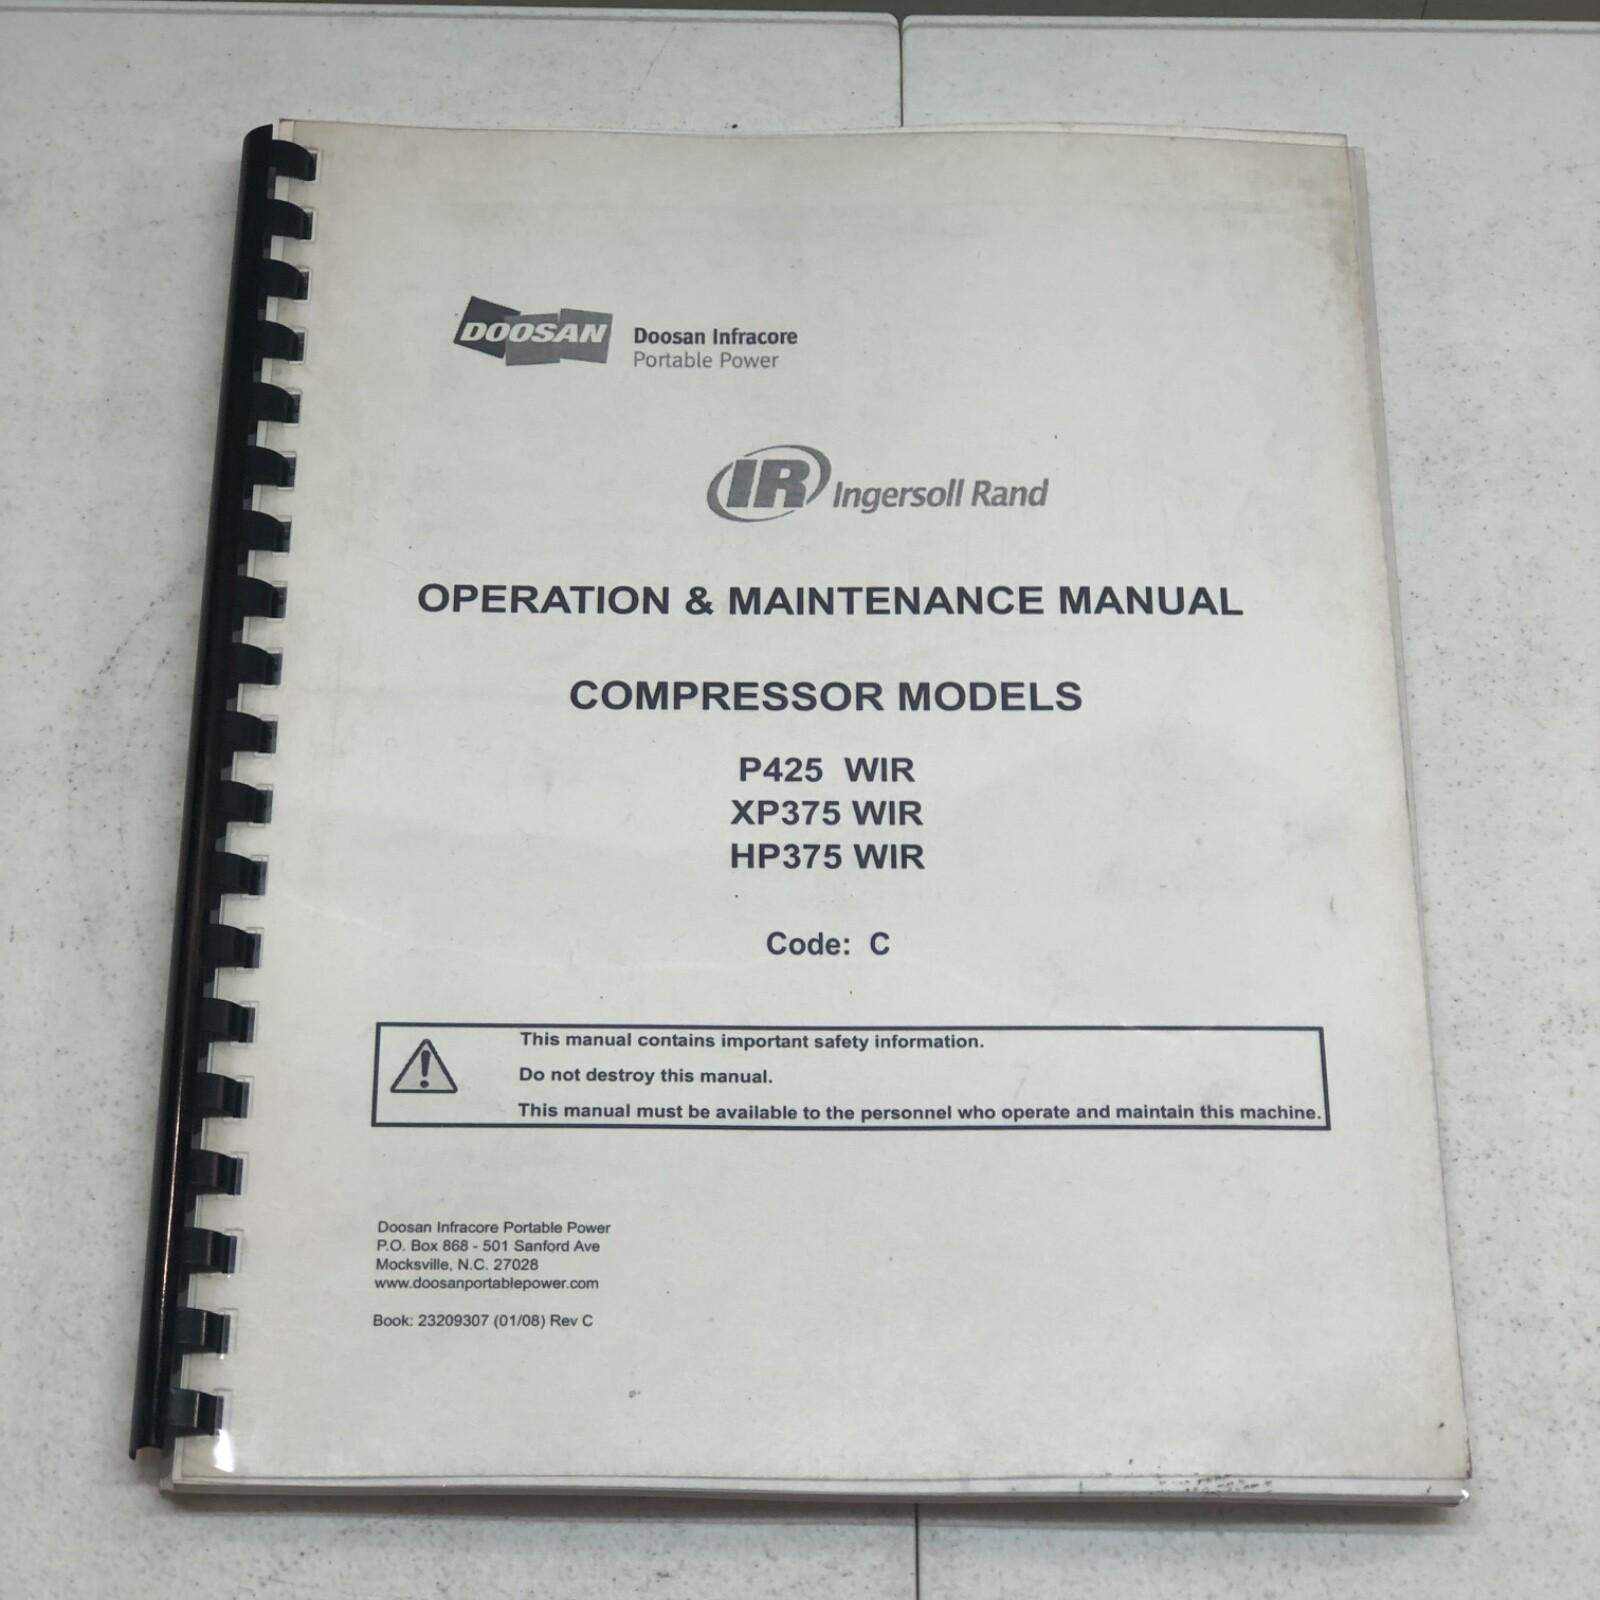 DOOSAN
Doosan Infracore
Portable Power
IR Ingersoll Rand
OPERATION & MAINTENANCE MANUAL
COMPRESSOR MODELS
P425 WIR
XP375 WIR
HP375 WIR
Code: C
This manual contains important safety information.
Do not destroy this manual.
This manual must be available to the personnel who operate and maintain this machine.
Doosan Infracore Portable Power
P.O. Box 868 - 501 Sanford Ave
Mocksville, N.C. 27028
www.doosanportablepower.com
Book: 23209307 (01/08) Rev C